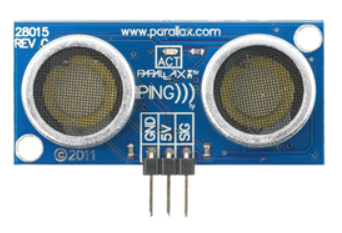 28015
REV C
www.parallax.com
ACT
PARALLAX
PING)))
GND
5V
SIG
©2011